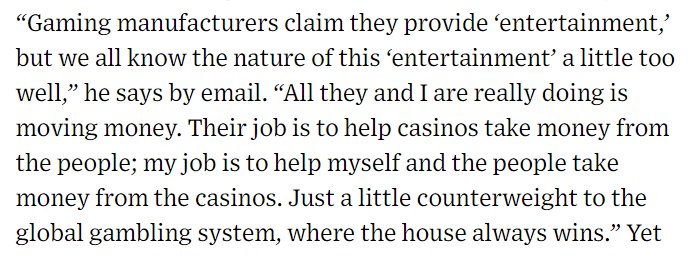 “Gaming manufacturers claim they provide ‘entertainment,’
but we all know the nature of this ‘entertainment’ a little too
well,” he says by email. “All they and I are really doing is
moving money. Their job is to help casinos take money from
the people; my job is to help myself and the people take
money from the casinos. Just a little counterweight to the
global gambling system, where the house always wins.” Yet